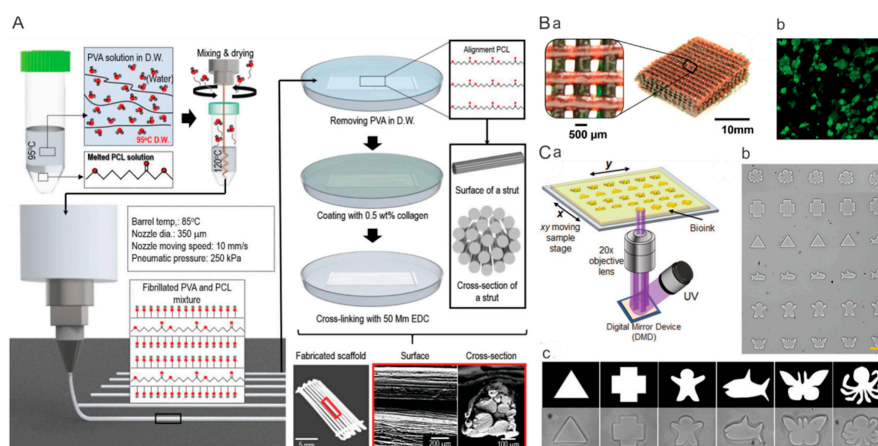 A
PVA solution in D.W.
(Water)
95℃ D.W.
95℃
Melted PCL solution
Mixing & drying
120℃
Barrel temp,: 85℃
Nozzle dia.: 350 µm
Nozzle moving speed: 10 mm/s
Pneumatic pressure: 250 kPa
Fibrillated PVA and PCL
mixture
Removing PVA in D.W.
Coating with 0.5 wt% collagen
Cross-linking with 50 Mm EDC
Alignment PCL
Surface of a strut
Cross-section of
a strut
Fabricated scaffold
Surface
Cross-section
5 mm
200 µm
100 µm
Ba
500 µm
10mm
b
Ca
y
x
xy moving
sample
stage
Bioink
20x
objective
lens
UV
Digital Mirror Device
(DMD)
b
c